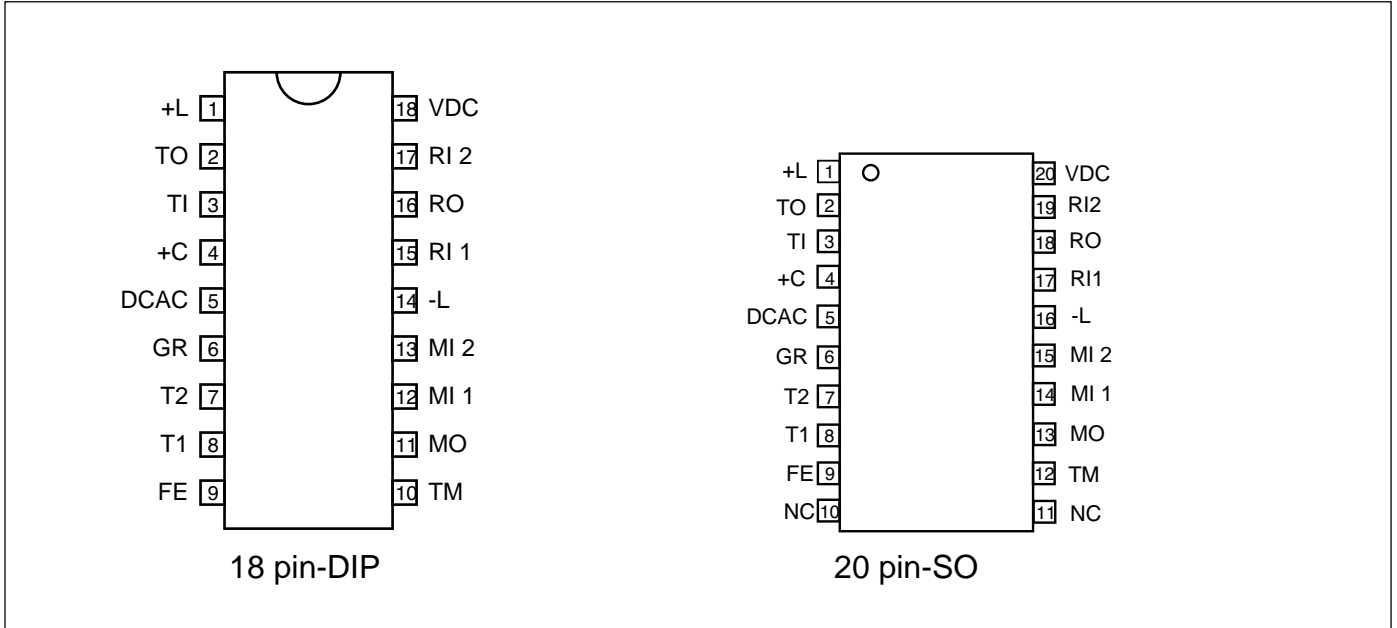 +L 1 18 VDC
TO 2 17 RI 2
TI 3 16 RO
+C 4 15 RI 1
DCAC 5 14 -L
GR 6 13 MI 2
T2 7 12 MI 1
T1 8 11 MO
FE 9 10 TM
18 pin-DIP
+L 1 20 VDC
TO 2 19 RI2
TI 3 18 RO
+C 4 17 RI1
DCAC 5 16 -L
GR 6 15 MI 2
T2 7 14 MI 1
T1 8 13 MO
FE 9 12 TM
NC 10 11 NC
20 pin-SO